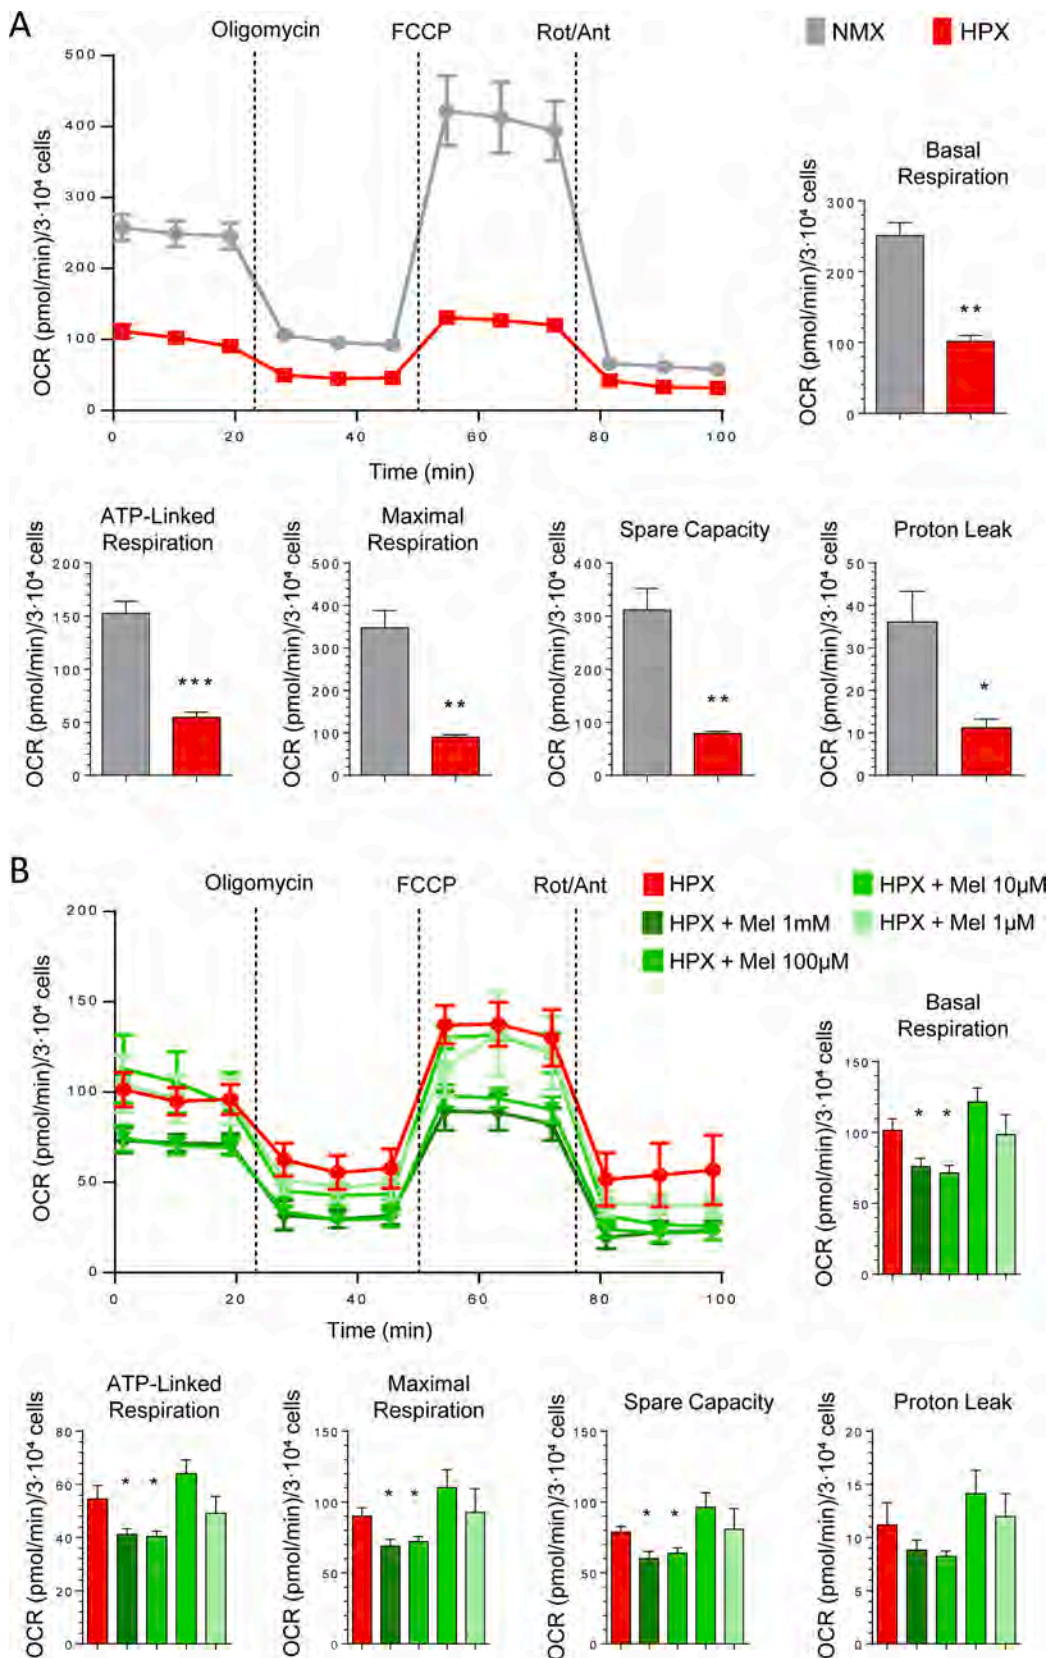 A
Oligomycin FCCP Rot/Ant
NMX HPX
OCR (pmol/min)/3·10⁴ cells
500
400
300
200
100
0
0 20 40 60 80 100
Time (min)
Basal
Respiration
OCR (pmol/min)/3·10⁴ cells
300
200
100
0
**
ATP-Linked
Respiration
OCR (pmol/min)/3·10⁴ cells
200
150
100
50
0
***
Maximal
Respiration
OCR (pmol/min)/3·10⁴ cells
500
400
300
200
100
0
**
Spare Capacity
OCR (pmol/min)/3·10⁴ cells
400
300
200
100
0
**
Proton Leak
OCR (pmol/min)/3·10⁴ cells
50
40
30
20
10
0
*
B
Oligomycin FCCP Rot/Ant
HPX
HPX + Mel 1mM
HPX + Mel 100µM
HPX + Mel 10µM
HPX + Mel 1µM
OCR (pmol/min)/3·10⁴ cells
200
150
100
50
0
0 20 40 60 80 100
Time (min)
Basal
Respiration
OCR (pmol/min)/3·10⁴ cells
150
100
50
0
* *
ATP-Linked
Respiration
OCR (pmol/min)/3·10⁴ cells
80
60
40
20
0
* *
Maximal
Respiration
OCR (pmol/min)/3·10⁴ cells
150
100
50
0
* *
Spare Capacity
OCR (pmol/min)/3·10⁴ cells
150
100
50
0
* *
Proton Leak
OCR (pmol/min)/3·10⁴ cells
20
15
10
5
0